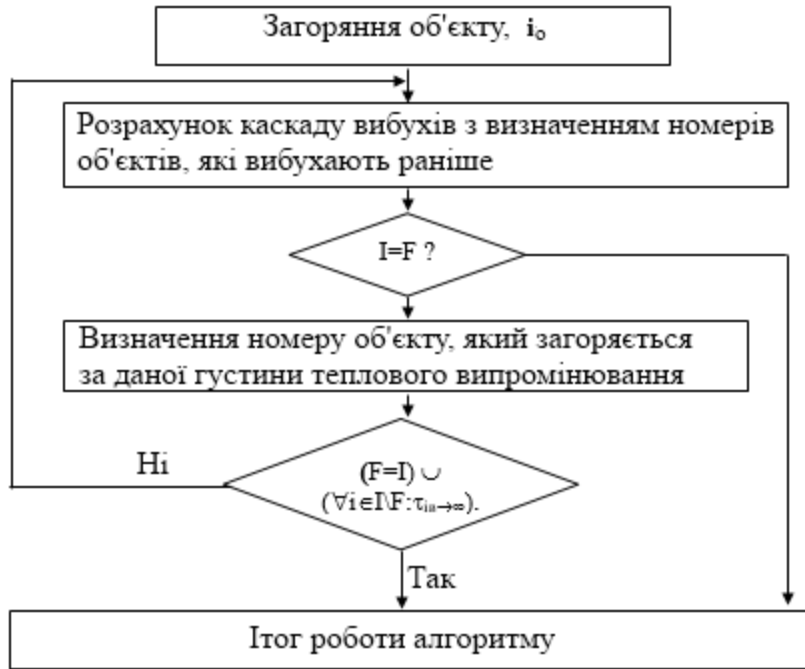 Загоряння об'єкту, i₀
Розрахунок каскаду вибухів з визначенням номерів
об'єктів, які вибухають раніше
I=F ?
Визначення номеру об'єкту, який загоряється
за даної густини теплового випромінювання
Ні
(F=I) ∪
(∀i∈I\F:τᵢₙ→∞).
Так
Ітог роботи алгоритму